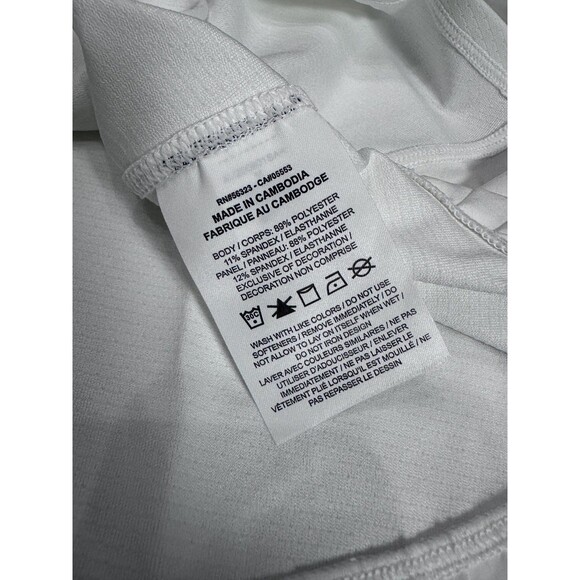 RN#56323 - CA#05553
MADE IN CAMBODIA
FABRIQUE AU CAMBODGE
BODY / CORPS: 89% POLYESTER
11% SPANDEX / ELASTHANNE
PANEL / PANNEAU: 88% POLYESTER
12% SPANDEX / ELASTHANNE
EXCLUSIVE OF DECORATION /
DECORATION NON COMPRISE
30C
WASH WITH LIKE COLORS / DO NOT USE
SOFTENERS / REMOVE IMMEDIATELY / DO
NOT ALLOW TO LAY ON ITSELF WHEN WET /
DO NOT IRON DESIGN
LAVER AVEC COULEURS SIMILAIRES / NE PAS
UTILISER D'ADOUCISSEUR / ENLEVER
IMMEDIATEMENT / NE PAS LAISSER LE
VÊTEMENT PLIÉ LORSQU'IL EST MOUILLÉ / NE
PAS REPASSER LE DESSIN